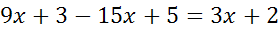 9x + 3 − 15x + 5 = 3x + 2